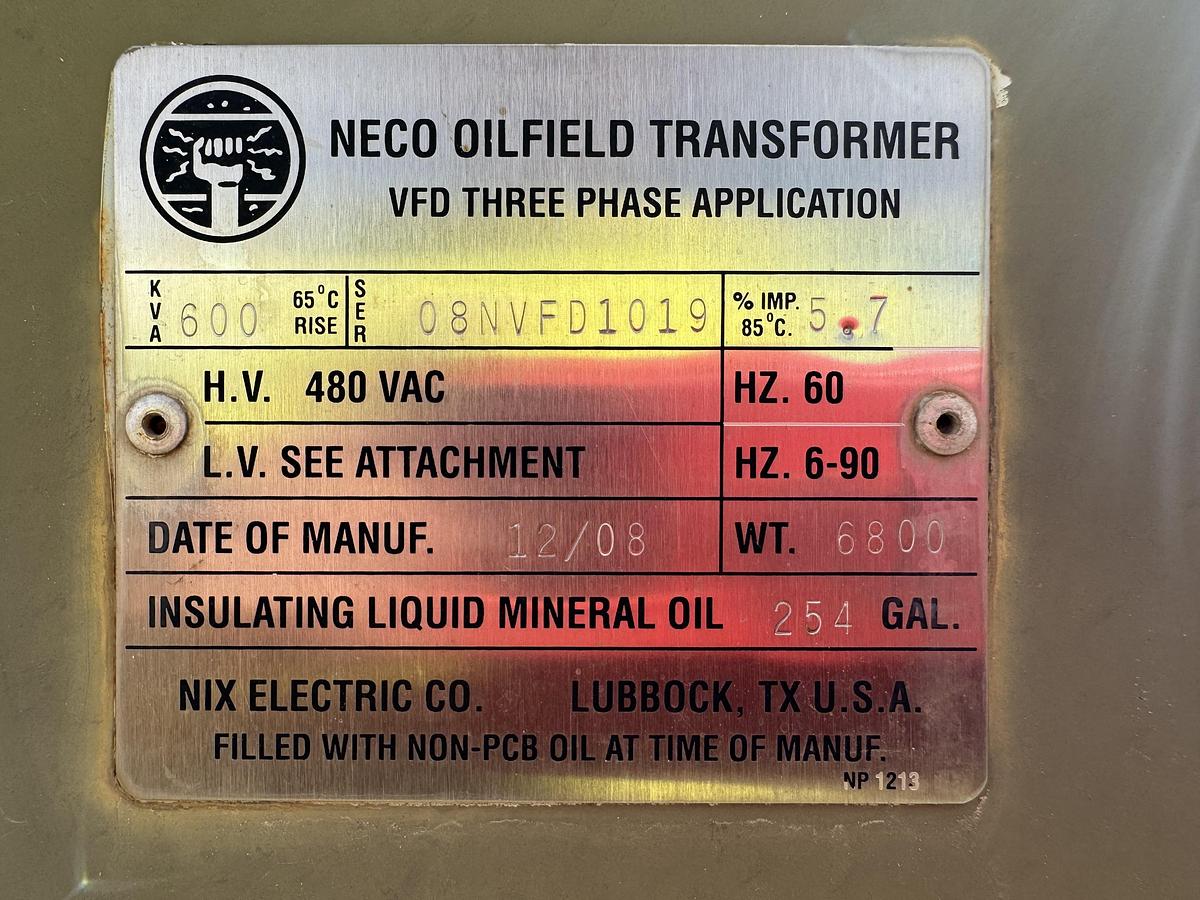 NECO OILFIELD TRANSFORMER
VFD THREE PHASE APPLICATION
KVA 600 65°C RISE SER 08NVFD1019 % IMP. 85°C. 5.7
H.V. 480 VAC HZ. 60
L.V. SEE ATTACHMENT HZ. 6-90
DATE OF MANUF. 12/08 WT. 6800
INSULATING LIQUID MINERAL OIL 254 GAL.
NIX ELECTRIC CO. LUBBOCK, TX U.S.A.
FILLED WITH NON-PCB OIL AT TIME OF MANUF.
NP 1213